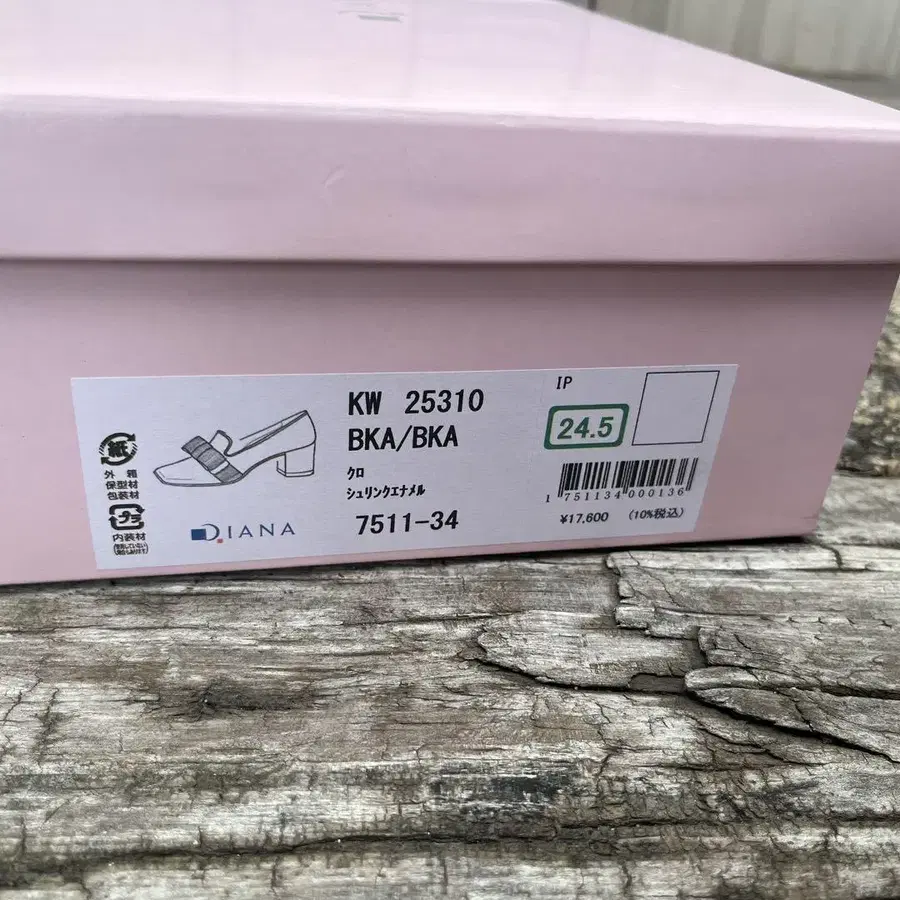 紙
外箱
保型材
包装材
プラ
内装材
DIANA
KW 25310
BKA/BKA
クロ
シュリンクエナメル
7511-34
IP
24.5
1 751134 000136
¥17,600 (10%税込)